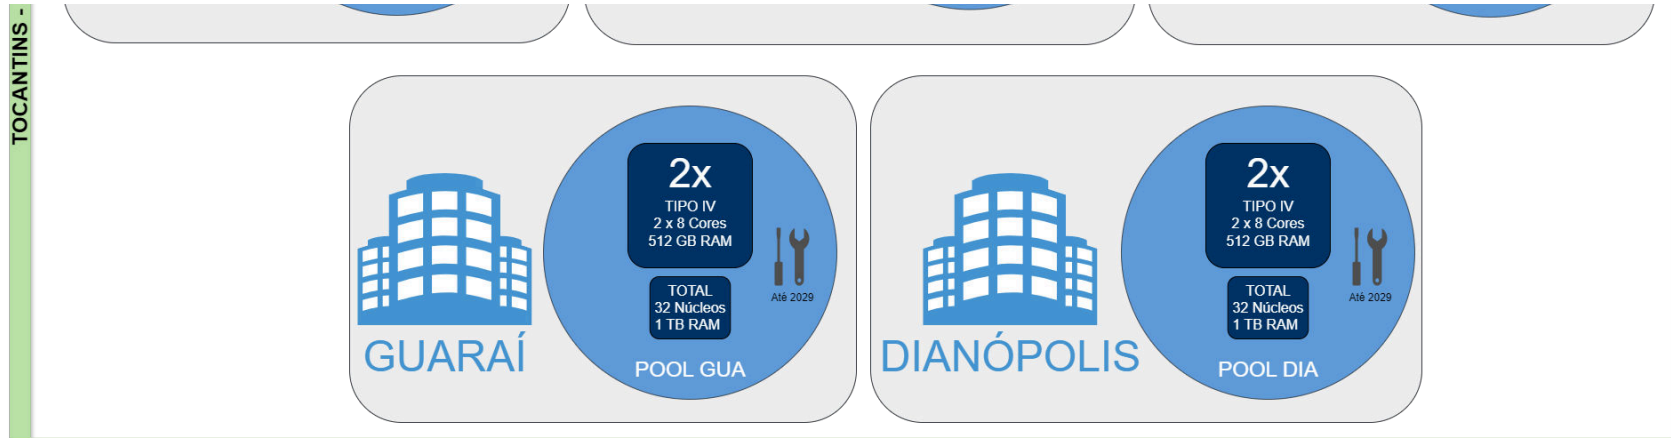 TOCANTINS -
2x
TIPO IV
2 x 8 Cores
512 GB RAM
TOTAL
32 Núcleos
1 TB RAM
Até 2029
GUARAÍ
POOL GUA
2x
TIPO IV
2 x 8 Cores
512 GB RAM
TOTAL
32 Núcleos
1 TB RAM
Até 2029
DIANÓPOLIS
POOL DIA